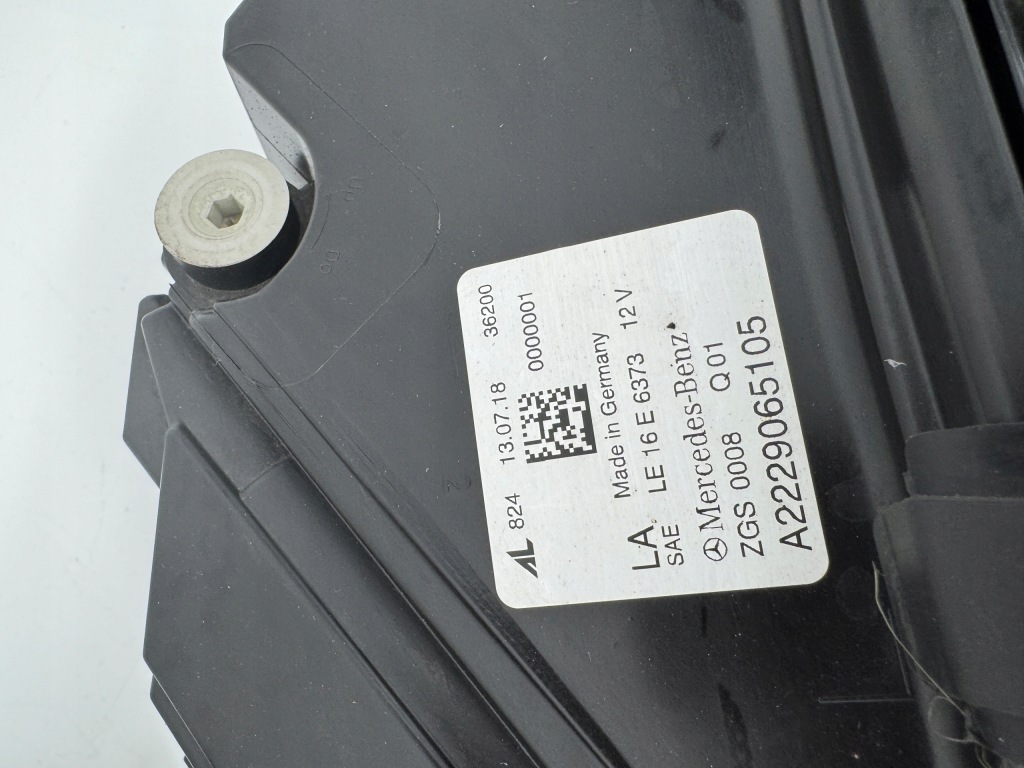 AL 824 13.07.18 36200
0000001
Made in Germany
LA. LE 16 E 6373 12 V
SAE
Mercedes-Benz
ZGS 0008 Q 01
A2229065105